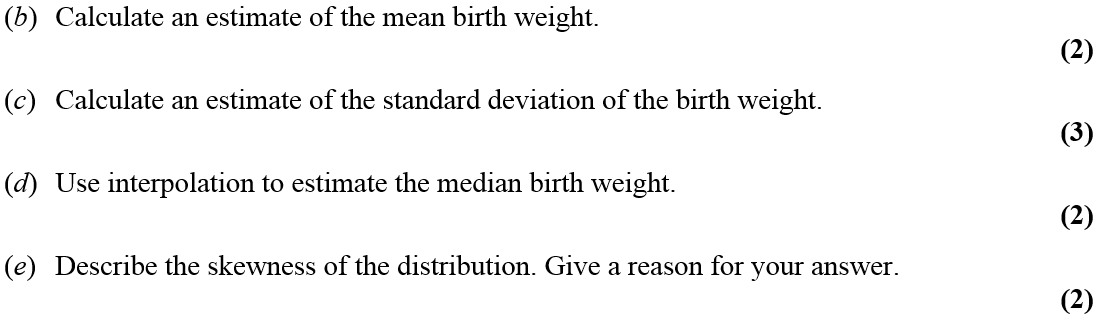 (b) Calculate an estimate of the mean birth weight.
(2)
(c) Calculate an estimate of the standard deviation of the birth weight.
(3)
(d) Use interpolation to estimate the median birth weight.
(2)
(e) Describe the skewness of the distribution. Give a reason for your answer.
(2)